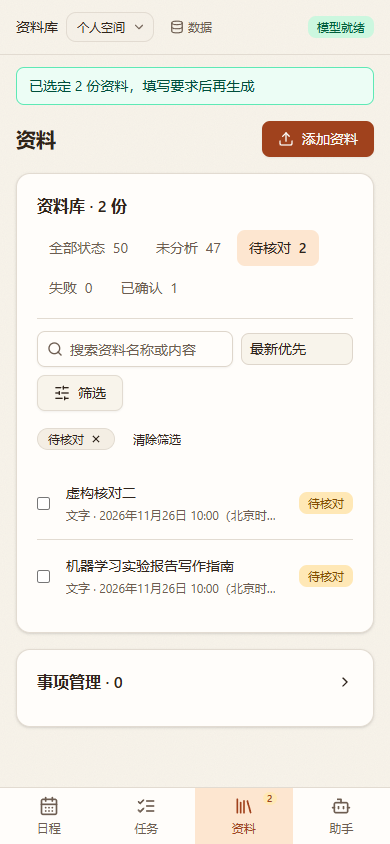 资料库 个人空间 数据 模型就绪
已选定 2 份资料，填写要求后再生成
资料 添加资料
资料库 · 2 份
全部状态 50 未分析 47 待核对 2
失败 0 已确认 1
搜索资料名称或内容 最新优先
筛选
待核对 × 清除筛选
虚构核对二
文字 · 2026年11月26日 10:00（北京时... 待核对
机器学习实验报告写作指南
文字 · 2026年11月26日 10:00（北京时... 待核对
事项管理 · 0
2
日程 任务 资料 助手